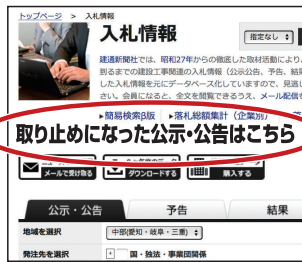 トップページ > 入札情報
入札情報
指定なし
建通新聞社では、昭和27年からの徹底した取材活動により、
到るまでの建設工事関連の入札情報（公示公告、予告、結果
した入札情報を元にデータベース化していますので、見逃し
さい。会員になると、全文を閲覧できるうえ、メール配信
▸簡易検索β版 ▸落札総額集計（企業別）
取り止めになった公示・公告はこちら
メールで受け取る
ダウンロードする
購入する
公示・公告
予告
結果
地域を選択
中部(愛知・岐阜・三重)
発注先を選択
+ 国・独法・事業団関係